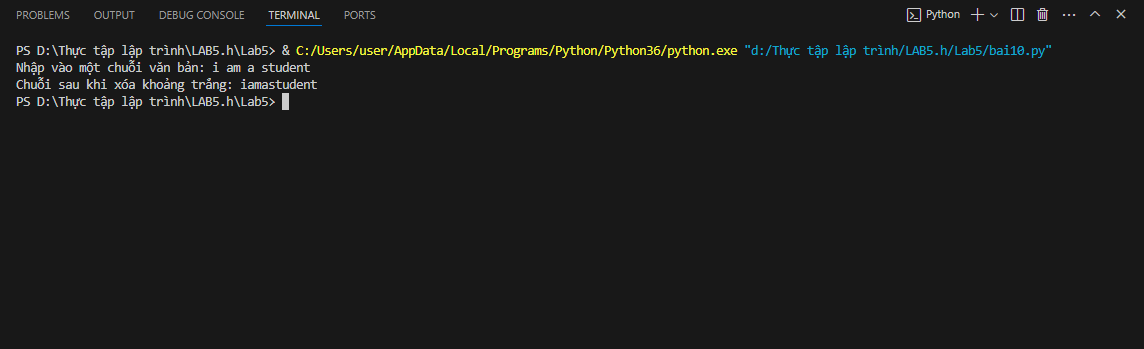 PROBLEMS OUTPUT DEBUG CONSOLE TERMINAL PORTS Python
PS D:\Thực tập lập trình\LAB5.h\Lab5> & C:/Users/user/AppData/Local/Programs/Python/Python36/python.exe "d:/Thực tập lập trình/LAB5.h/Lab5/bai10.py"
Nhập vào một chuỗi văn bản: i am a student
Chuỗi sau khi xóa khoảng trắng: iamastudent
PS D:\Thực tập lập trình\LAB5.h\Lab5>